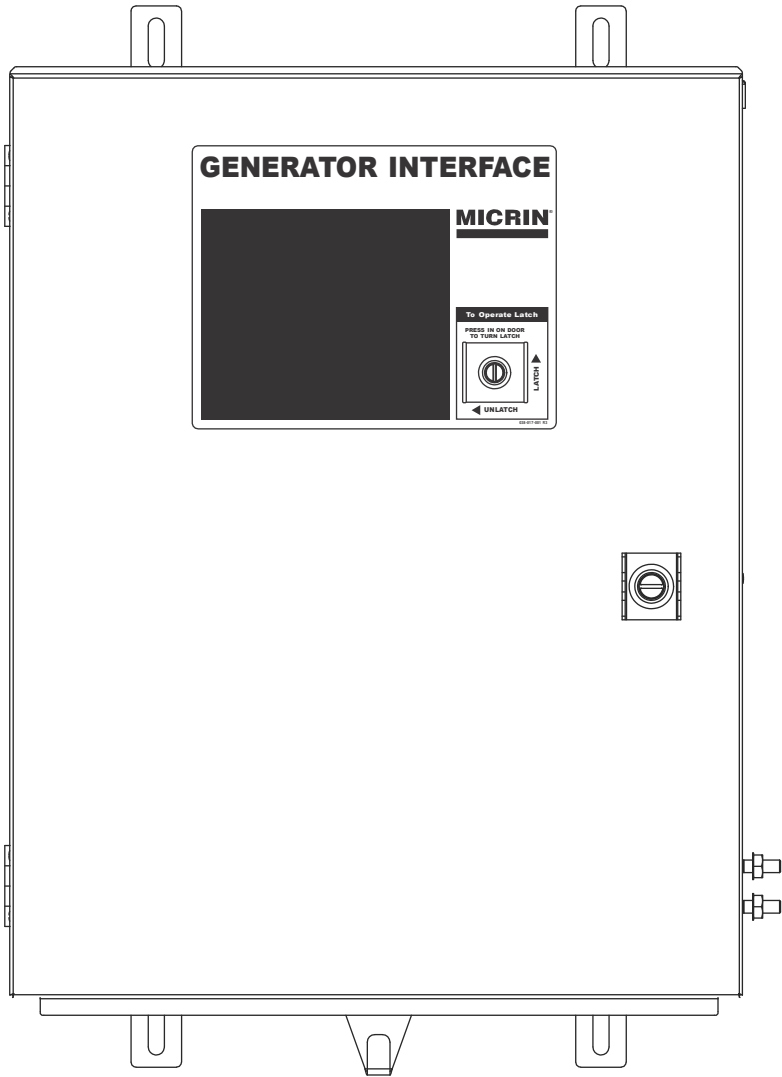 GENERATOR INTERFACE
MICRIN®
To Operate Latch
PRESS IN ON DOOR
TO TURN LATCH
LATCH
UNLATCH